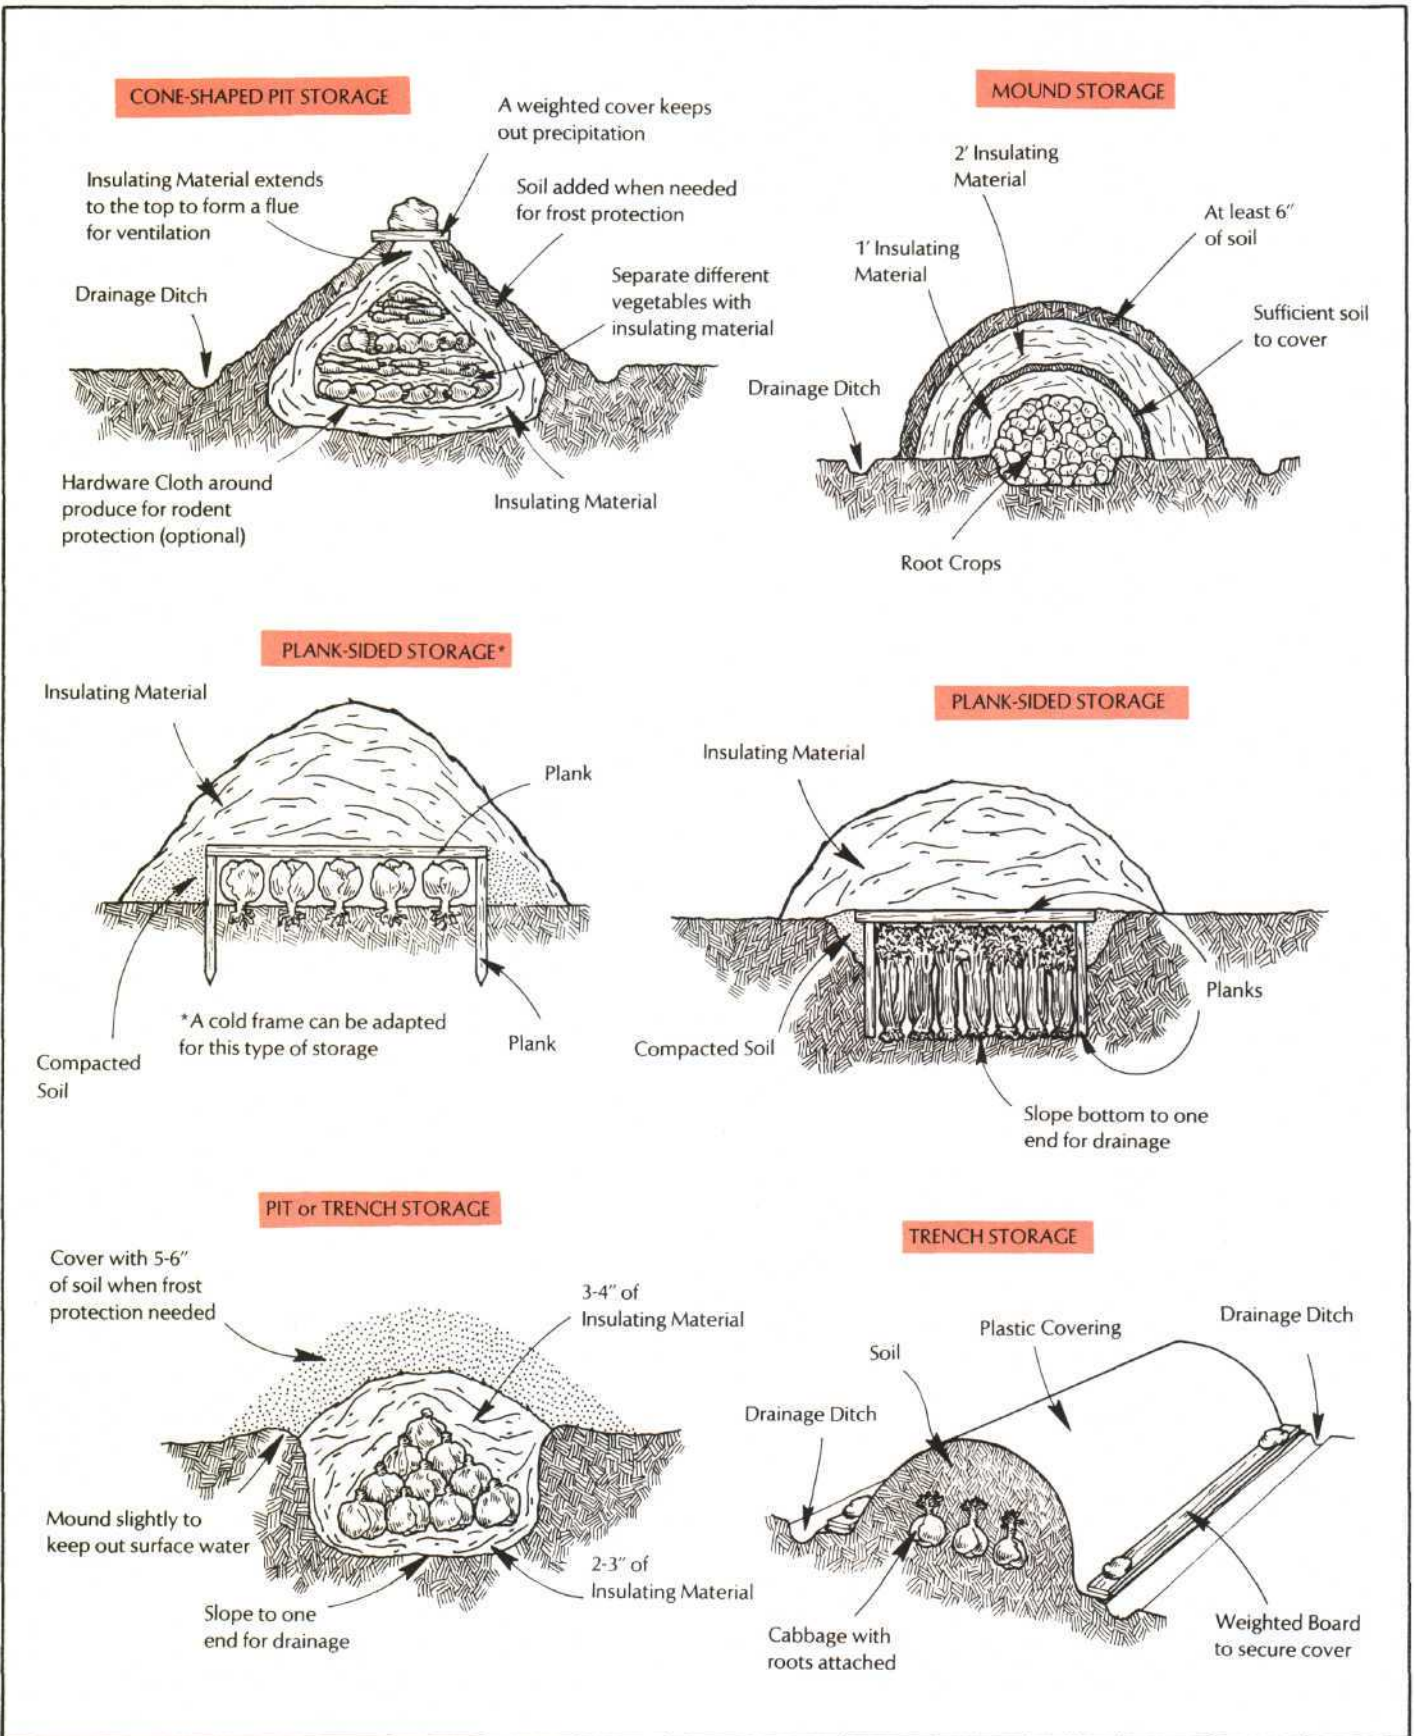 CONE-SHAPED PIT STORAGE
A weighted cover keeps
out precipitation
Insulating Material extends
to the top to form a flue
for ventilation
Soil added when needed
for frost protection
Drainage Ditch
Separate different
vegetables with
insulating material
Hardware Cloth around
produce for rodent
protection (optional)
Insulating Material
MOUND STORAGE
2' Insulating
Material
At least 6"
of soil
1' Insulating
Material
Sufficient soil
to cover
Drainage Ditch
Root Crops
PLANK-SIDED STORAGE*
Insulating Material
Plank
*A cold frame can be adapted
for this type of storage
Plank
Compacted
Soil
PLANK-SIDED STORAGE
Insulating Material
Planks
Compacted Soil
Slope bottom to one
end for drainage
PIT or TRENCH STORAGE
Cover with 5-6"
of soil when frost
protection needed
3-4" of
Insulating Material
Mound slightly to
keep out surface water
2-3" of
Insulating Material
Slope to one
end for drainage
TRENCH STORAGE
Drainage Ditch
Plastic Covering
Soil
Drainage Ditch
Cabbage with
roots attached
Weighted Board
to secure cover